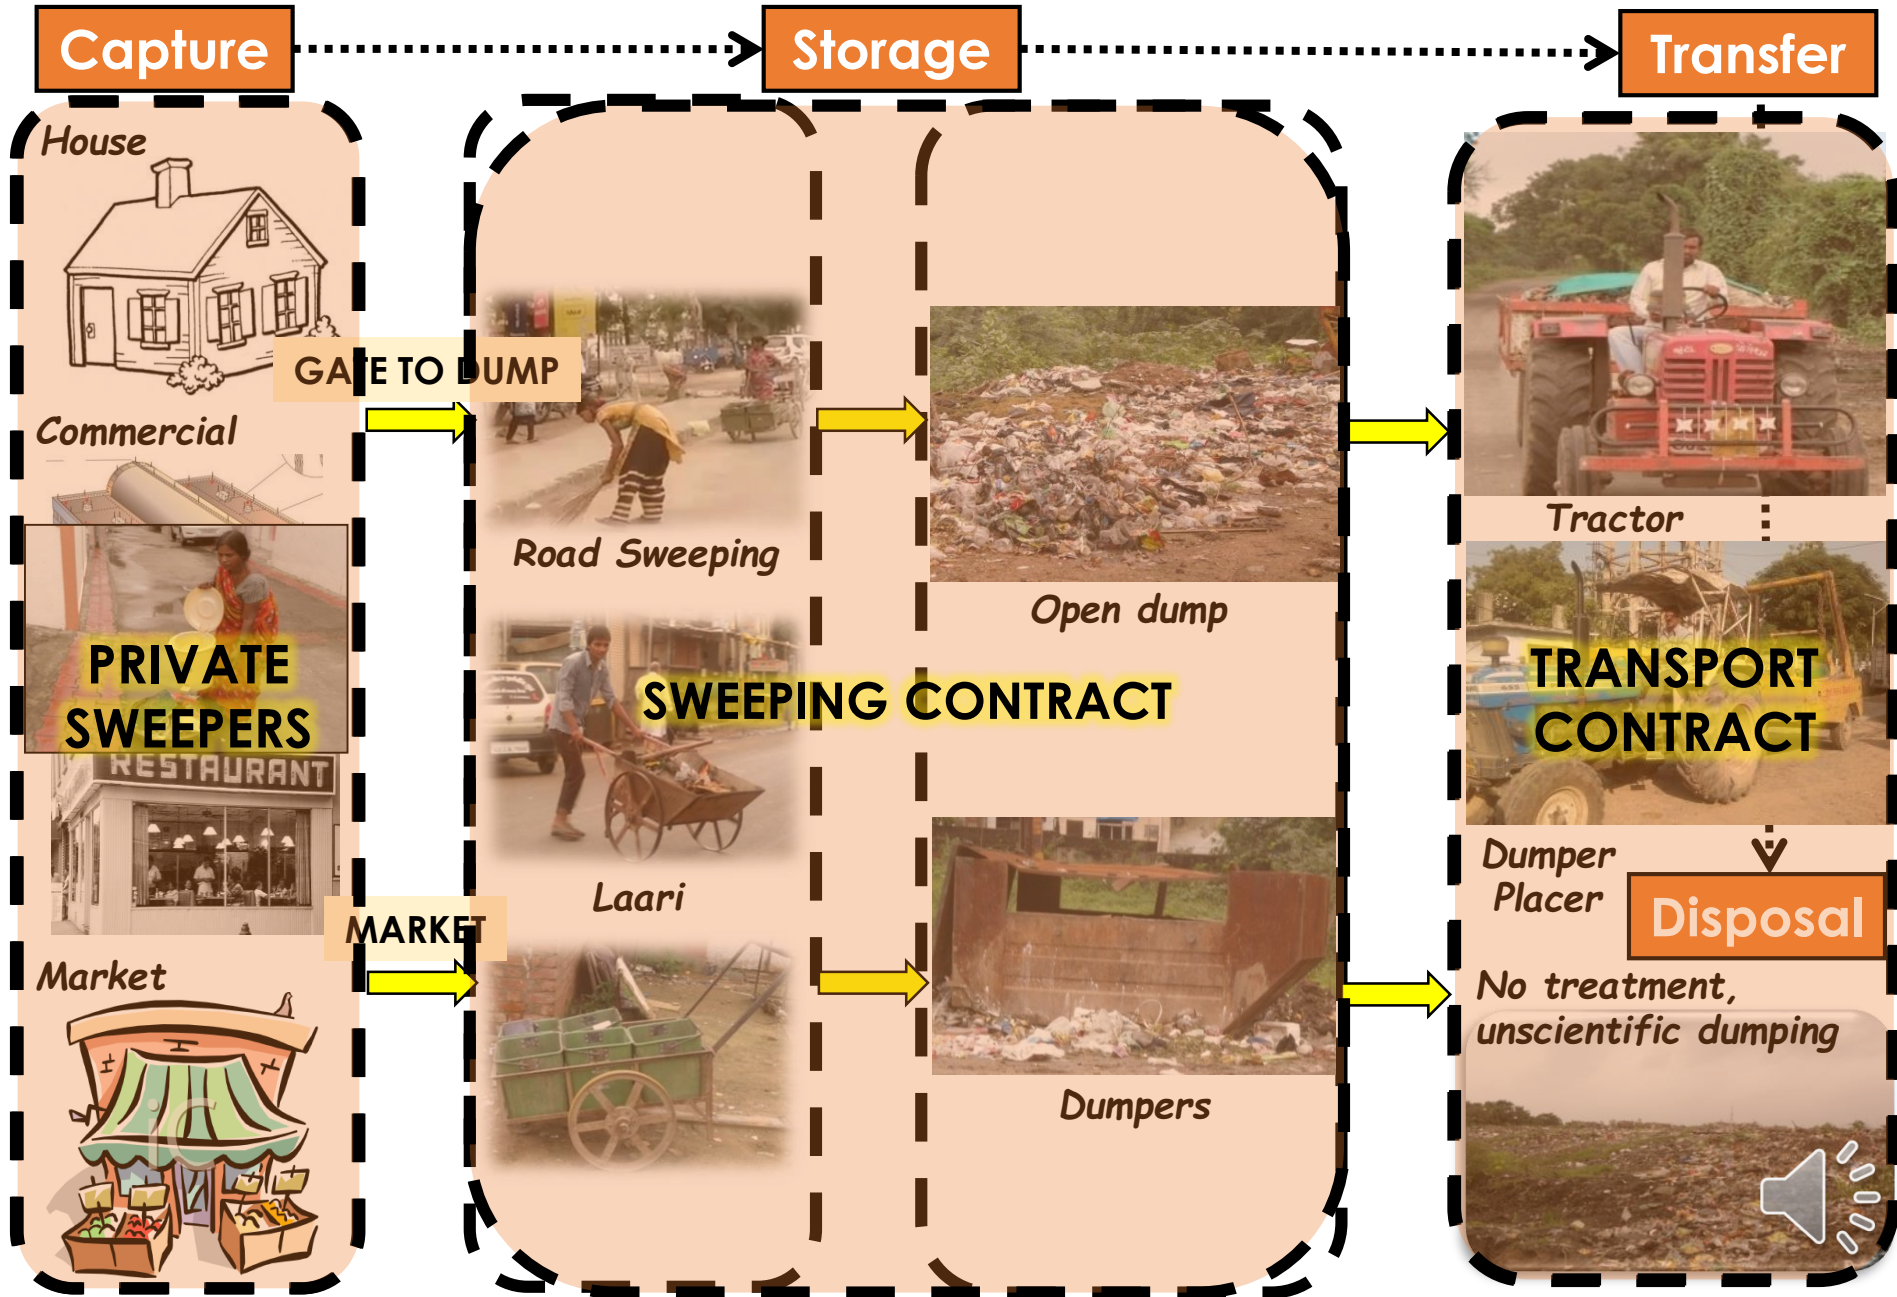 Capture
Storage
Transfer
House
GATE TO DUMP
Commercial
PRIVATE
SWEEPERS
RESTAURANT
MARKET
Market
Road Sweeping
Laari
SWEEPING CONTRACT
Open dump
Dumpers
Tractor
TRANSPORT
CONTRACT
Dumper
Placer
Disposal
No treatment,
unscientific dumping
ic